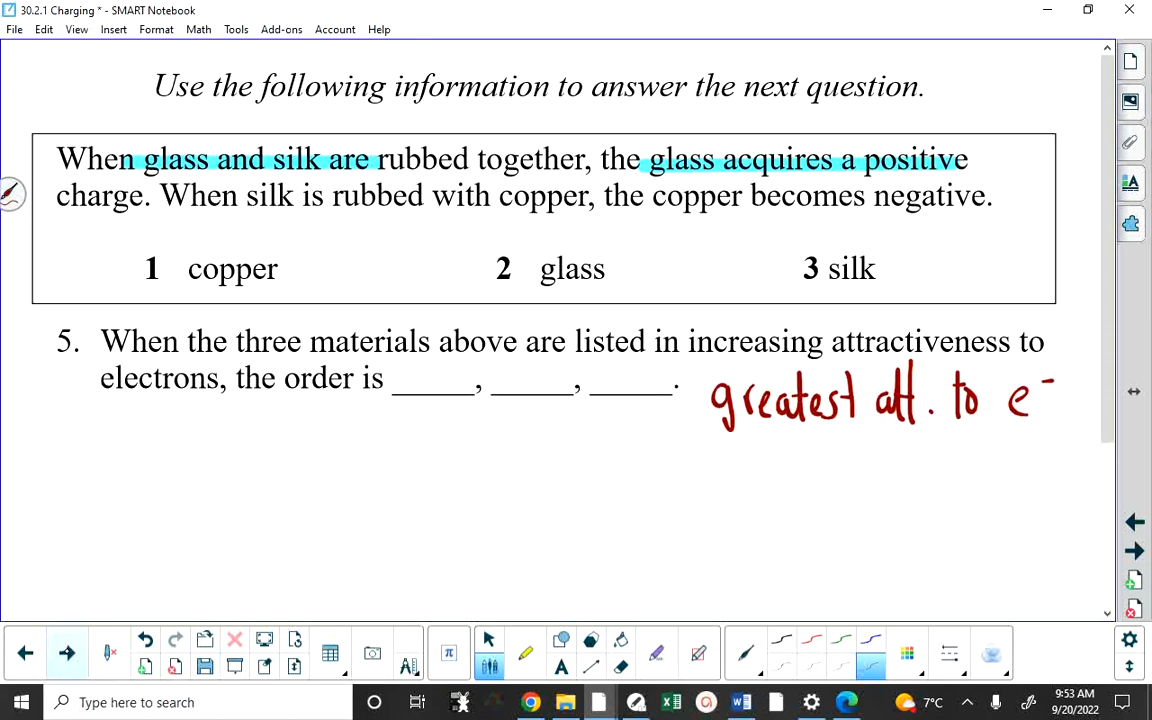 30.2.1 Charging * - SMART Notebook
File Edit View Insert Format Math Tools Add-ons Account Help
Use the following information to answer the next question.
When glass and silk are rubbed together, the glass acquires a positive
charge. When silk is rubbed with copper, the copper becomes negative.
1 copper 2 glass 3 silk
5. When the three materials above are listed in increasing attractiveness to
electrons, the order is _____, _____, _____.
greatest att. to e⁻
Type here to search
7°C
9:53 AM
9/20/2022